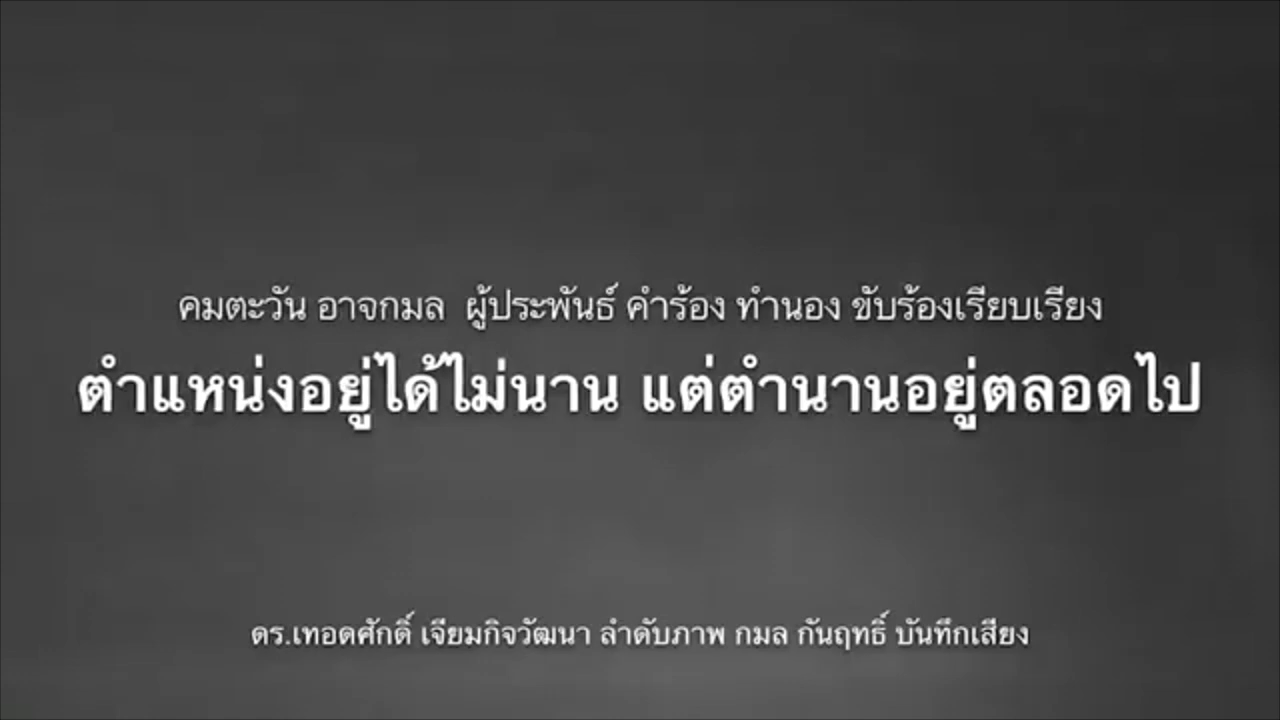 คมตะวัน อาจกมล ผู้ประพันธ์ คำร้อง ทำนอง ขับร้องเรียบเรียง
ตำแหน่งอยู่ได้ไม่นาน แต่ตำนานอยู่ตลอดไป
ดร.เทอดศักดิ์ เจียมกิจวัฒนา ลำดับภาพ กมล กันฤทธิ์ บันทึกเสียง